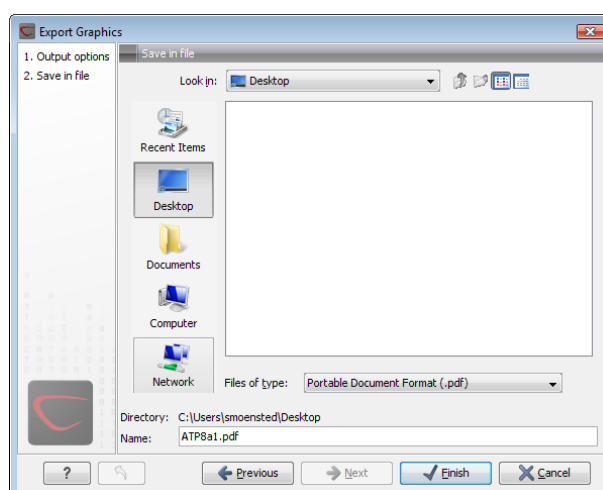 Export Graphics
1. Output options
2. Save in file
Save in file
Look in:
Desktop
Recent Items
Desktop
Documents
Computer
Network
Files of type:
Portable Document Format (.pdf)
Directory: C:\Users\smoensted\Desktop
Name:
ATP8a1.pdf
?
Previous
Next
Finish
Cancel